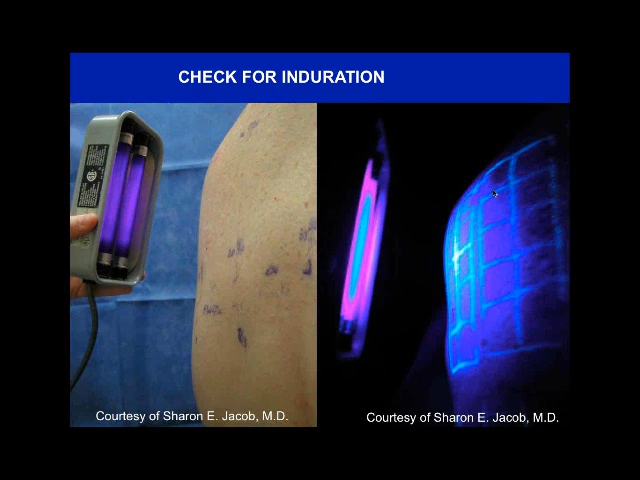 CHECK FOR INDURATION
Courtesy of Sharon E. Jacob, M.D.
Courtesy of Sharon E. Jacob, M.D.